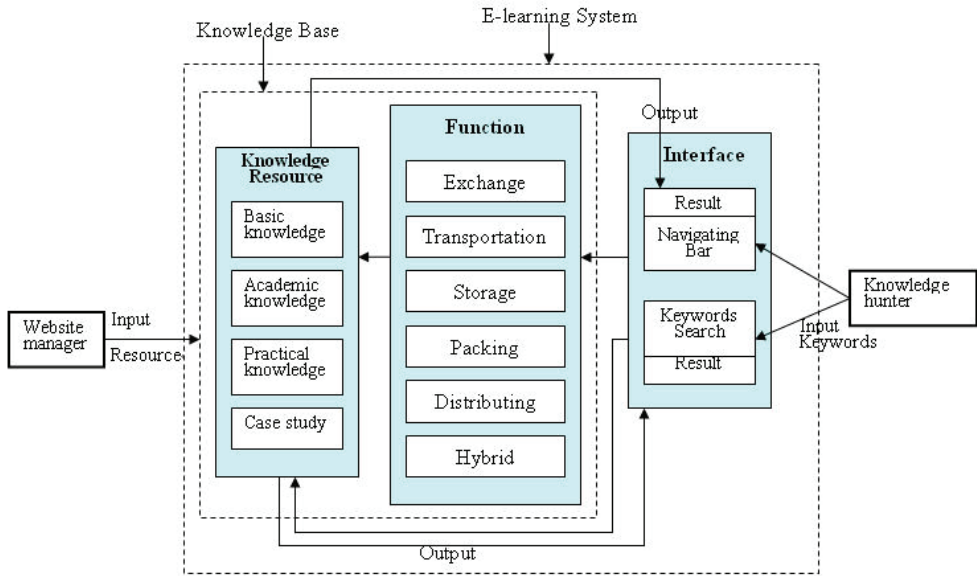 E-learning System
Knowledge Base
Output
Function
Knowledge
Resource
Interface
Exchange
Result
Basic
knowledge
Transportation
Navigating
Bar
Academic
knowledge
Storage
Knowledge
hunter
Keywords
Search
Input
Keywords
Website
manager
Input
Resource
Practical
knowledge
Packing
Result
Case study
Distributing
Hybrid
Output